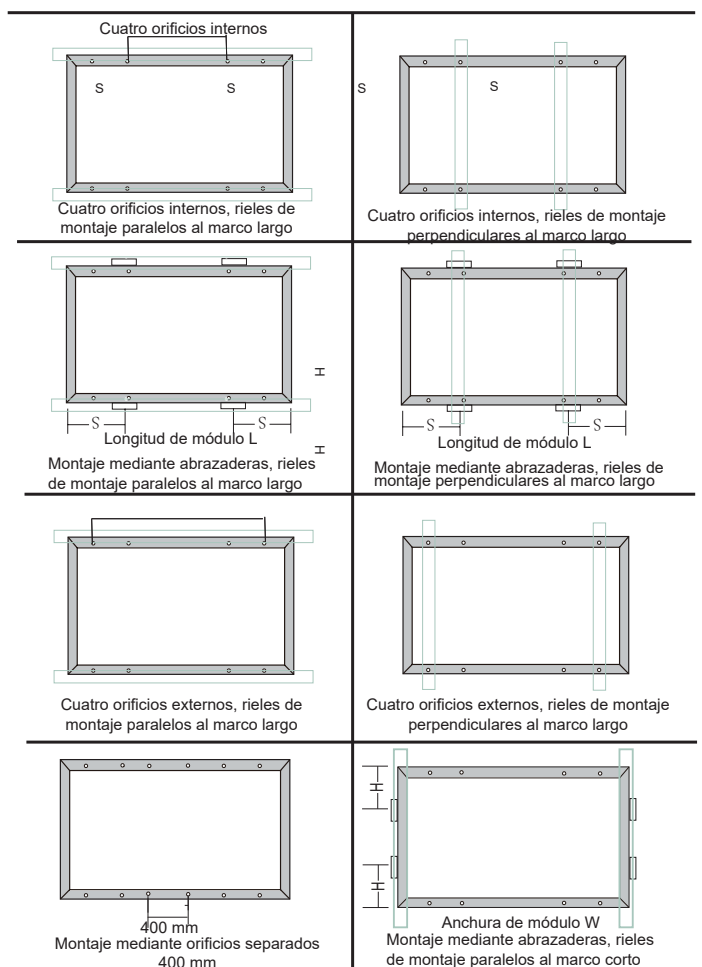 Cuatro orificios internos
S
S
Cuatro orificios internos, rieles de
montaje paralelos al marco largo
S
S
Cuatro orificios internos, rieles de montaje
perpendiculares al marco largo
H
S
S
Longitud de módulo L
H
Montaje mediante abrazaderas, rieles
de montaje paralelos al marco largo
S
S
Longitud de módulo L
Montaje mediante abrazaderas, rieles de
montaje perpendiculares al marco largo
Cuatro orificios externos, rieles de
montaje paralelos al marco largo
Cuatro orificios externos, rieles de montaje
perpendiculares al marco largo
400 mm
Montaje mediante orificios separados
400 mm
H
H
Anchura de módulo W
Montaje mediante abrazaderas, rieles
de montaje paralelos al marco corto